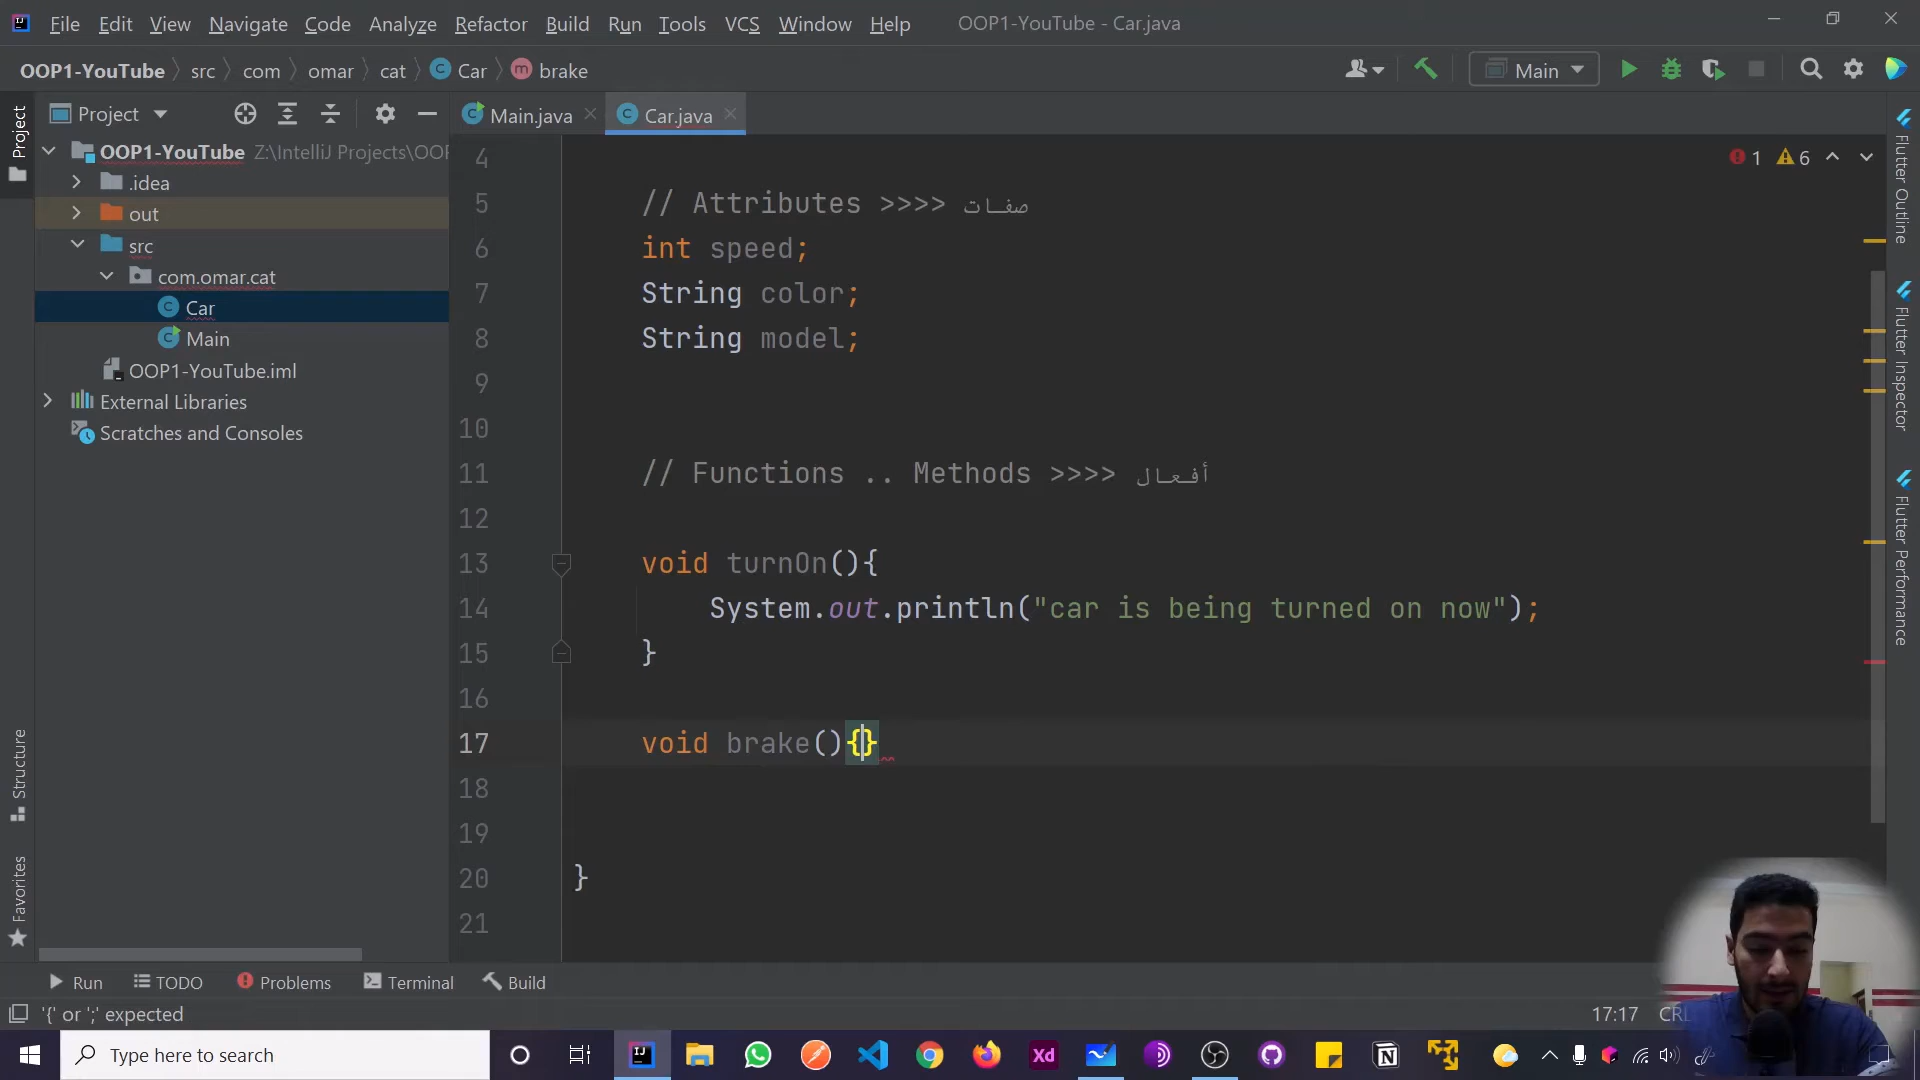 File Edit View Navigate Code Analyze Refactor Build Run Tools VCS Window Help OOP1-YouTube - Car.java
OOP1-YouTube src com omar cat Car brake
Main
Project
Main.java
Car.java
Project
OOP1-YouTube Z:\IntelliJ Projects\OOP
.idea
out
src
com.omar.cat
Car
Main
OOP1-YouTube.iml
External Libraries
Scratches and Consoles
Structure
Favorites
1 6
4
5 // Attributes >>>> صفات
6 int speed;
7 String color;
8 String model;
9
10
11 // Functions .. Methods >>>> أفعال
12
13 void turnOn(){
14 System.out.println("car is being turned on now");
15 }
16
17 void brake(){}
18
19
20 }
21
Flutter Outline
Flutter Inspector
Flutter Performance
Run TODO Problems Terminal Build
'{' or ';' expected
17:17
Type here to search